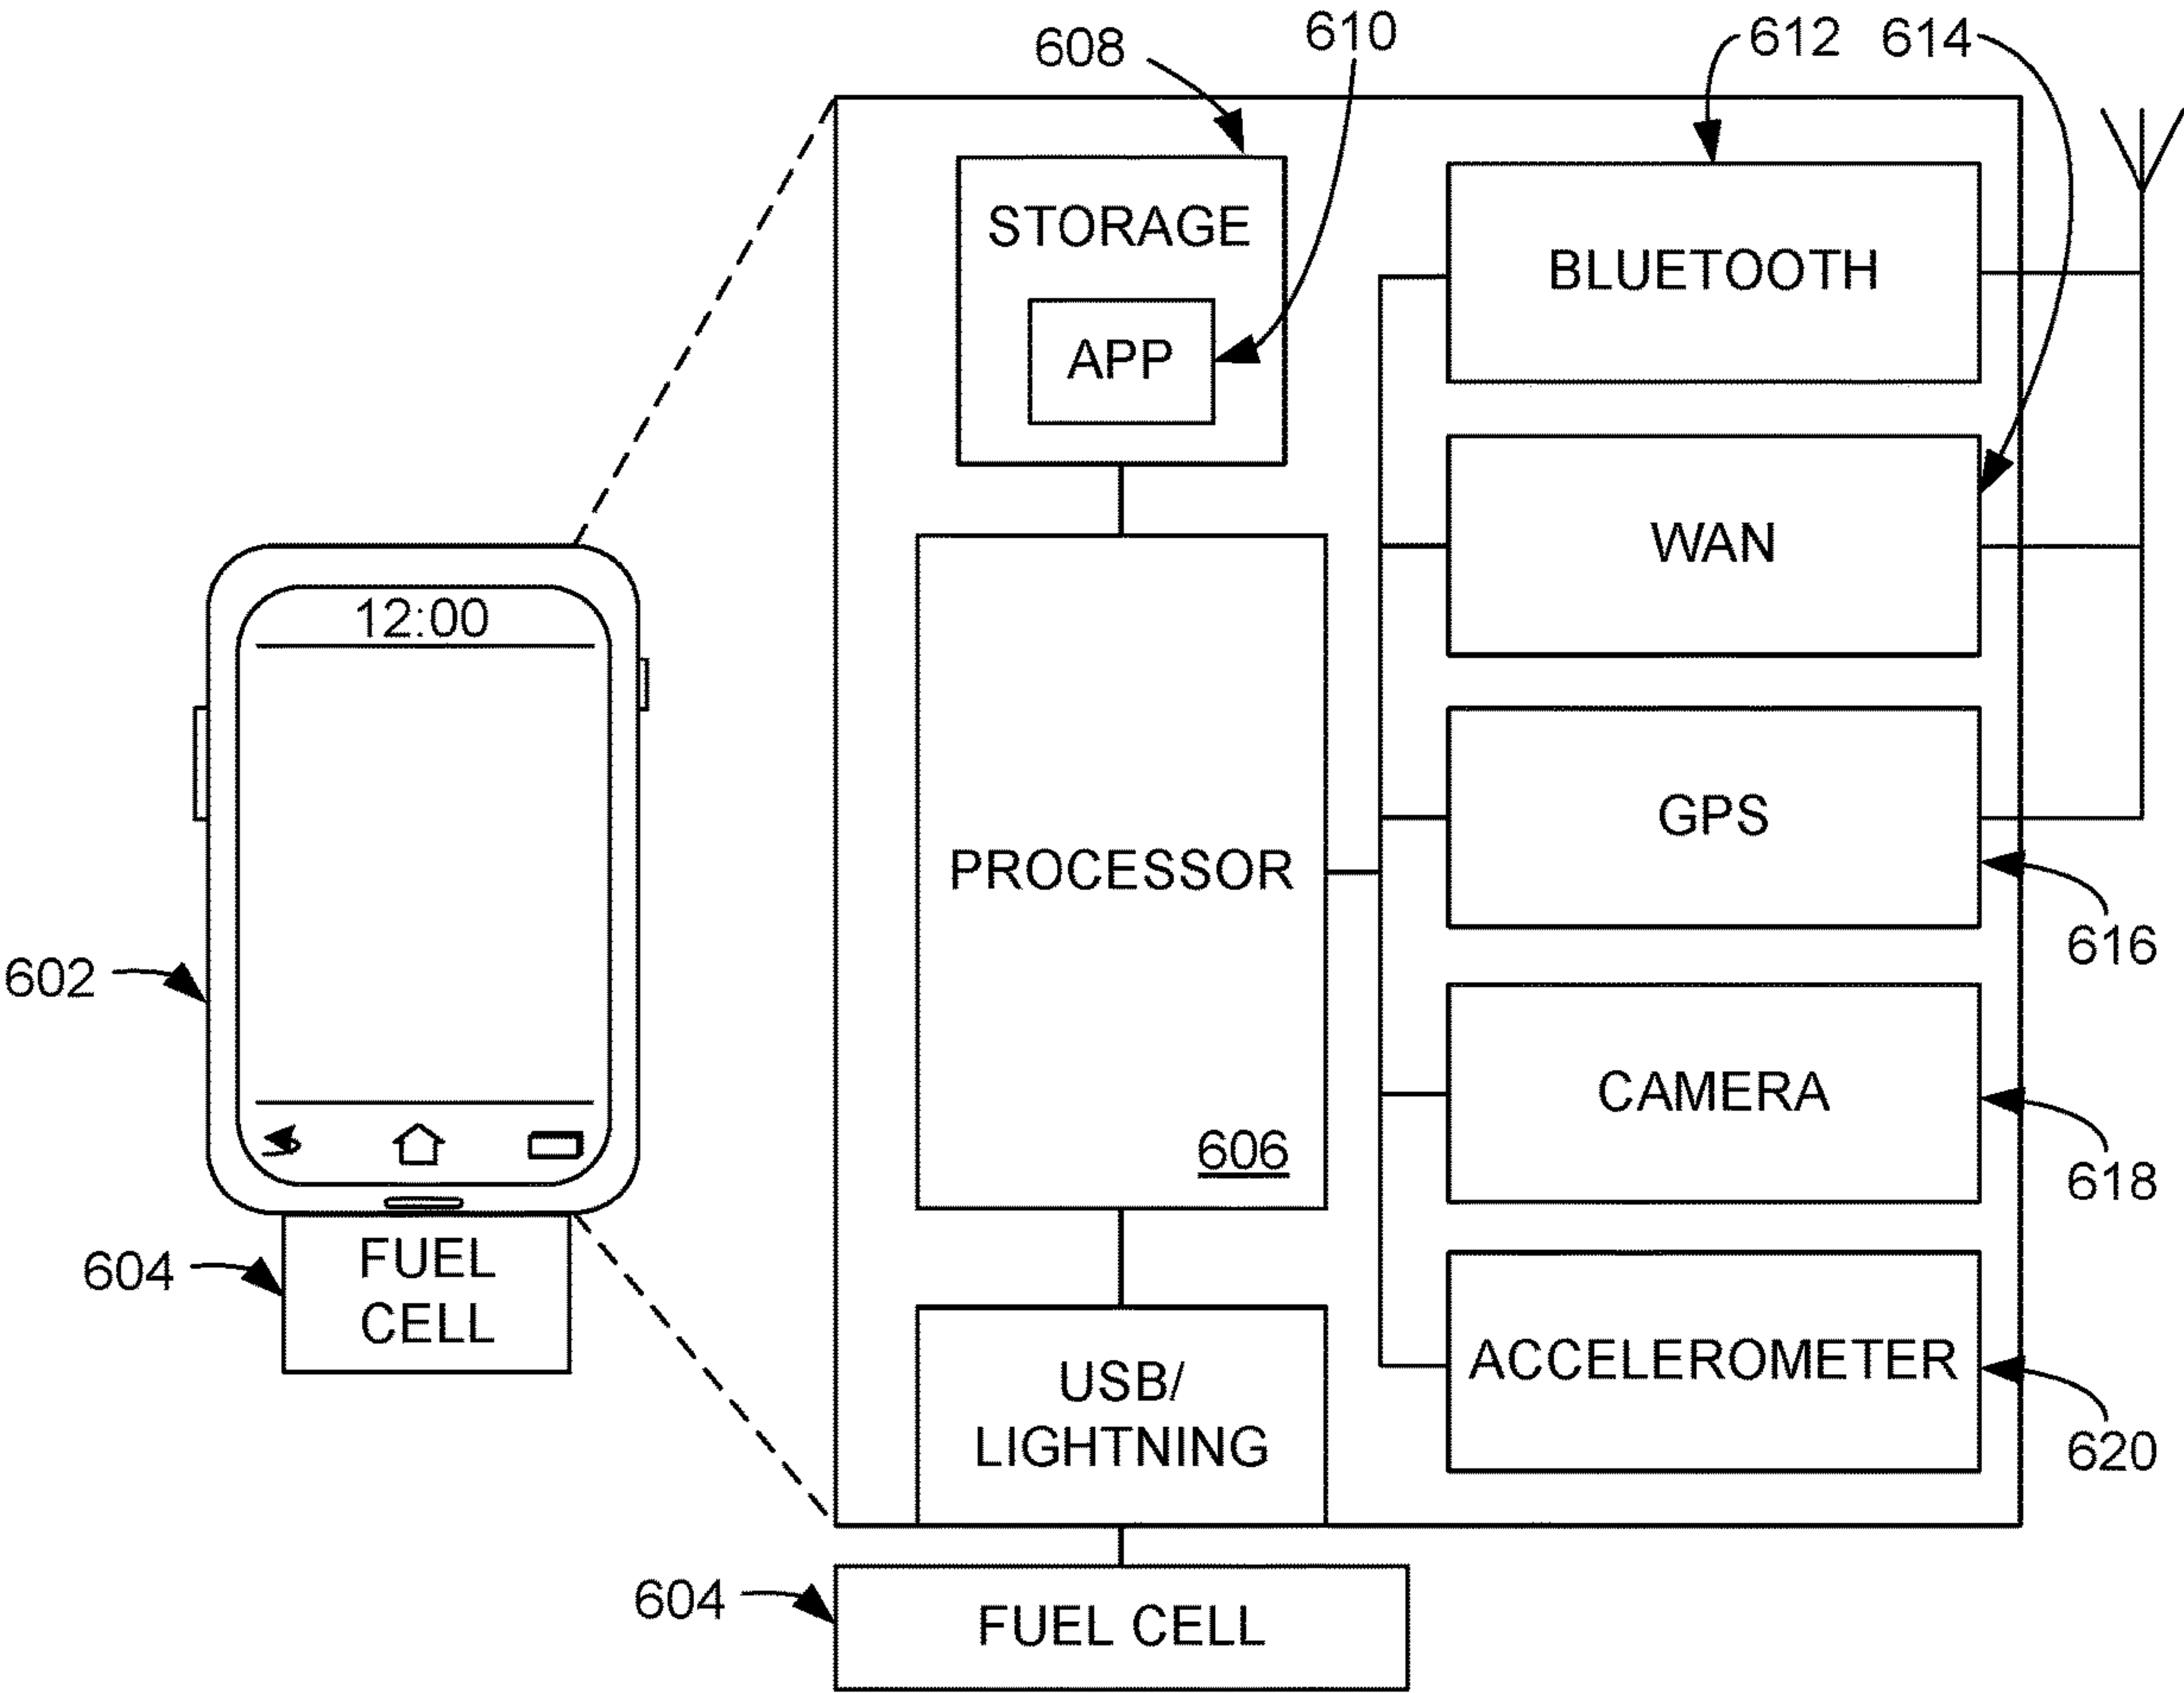 610
612
614
608
STORAGE
BLUETOOTH
APP
WAN
12:00
GPS
PROCESSOR
616
602
CAMERA
606
618
FUEL
CELL
604
ACCELEROMETER
USB/
LIGHTNING
620
604
FUEL CELL